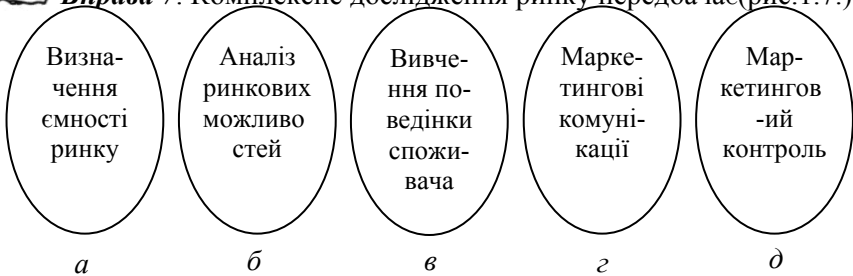 Вправа 7. Комплексне дослідження ринку передбачає(рис.1.7.)
Визна-
чення
ємності
ринку
Аналіз
ринкових
можливо
стей
Вивче-
ння по-
ведінки
спожи-
вача
Марке-
тингові
комуні-
кації
Мар-
кетингов
-ий
контроль
а
б
в
г
д